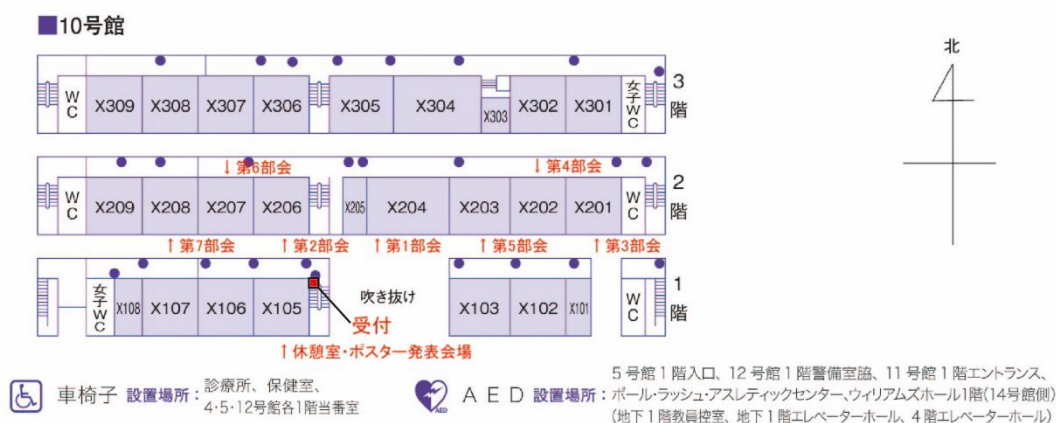 ■10号館
北
WC X309 X308 X307 X306 X305 X304 X303 X302 X301 女子WC 3階
↓第6部会 ↓第4部会
WC X209 X208 X207 X206 X205 X204 X203 X202 X201 WC 2階
↑第7部会 ↑第2部会 ↑第1部会 ↑第5部会 ↑第3部会
女子WC X108 X107 X106 X105 吹き抜け X103 X102 X101 WC 1階
受付
↑休憩室・ポスター発表会場
車椅子 設置場所：診療所、保健室、
4・5・12号館各1階当番室
AED
AED 設置場所：5号館1階入口、12号館1階警備室脇、11号館1階エントランス、
ポール・ラッシュ・アスレティックセンター、ウィリアムズホール1階(14号館側)
(地下1階教員控室、地下1階エレベーターホール、4階エレベーターホール)